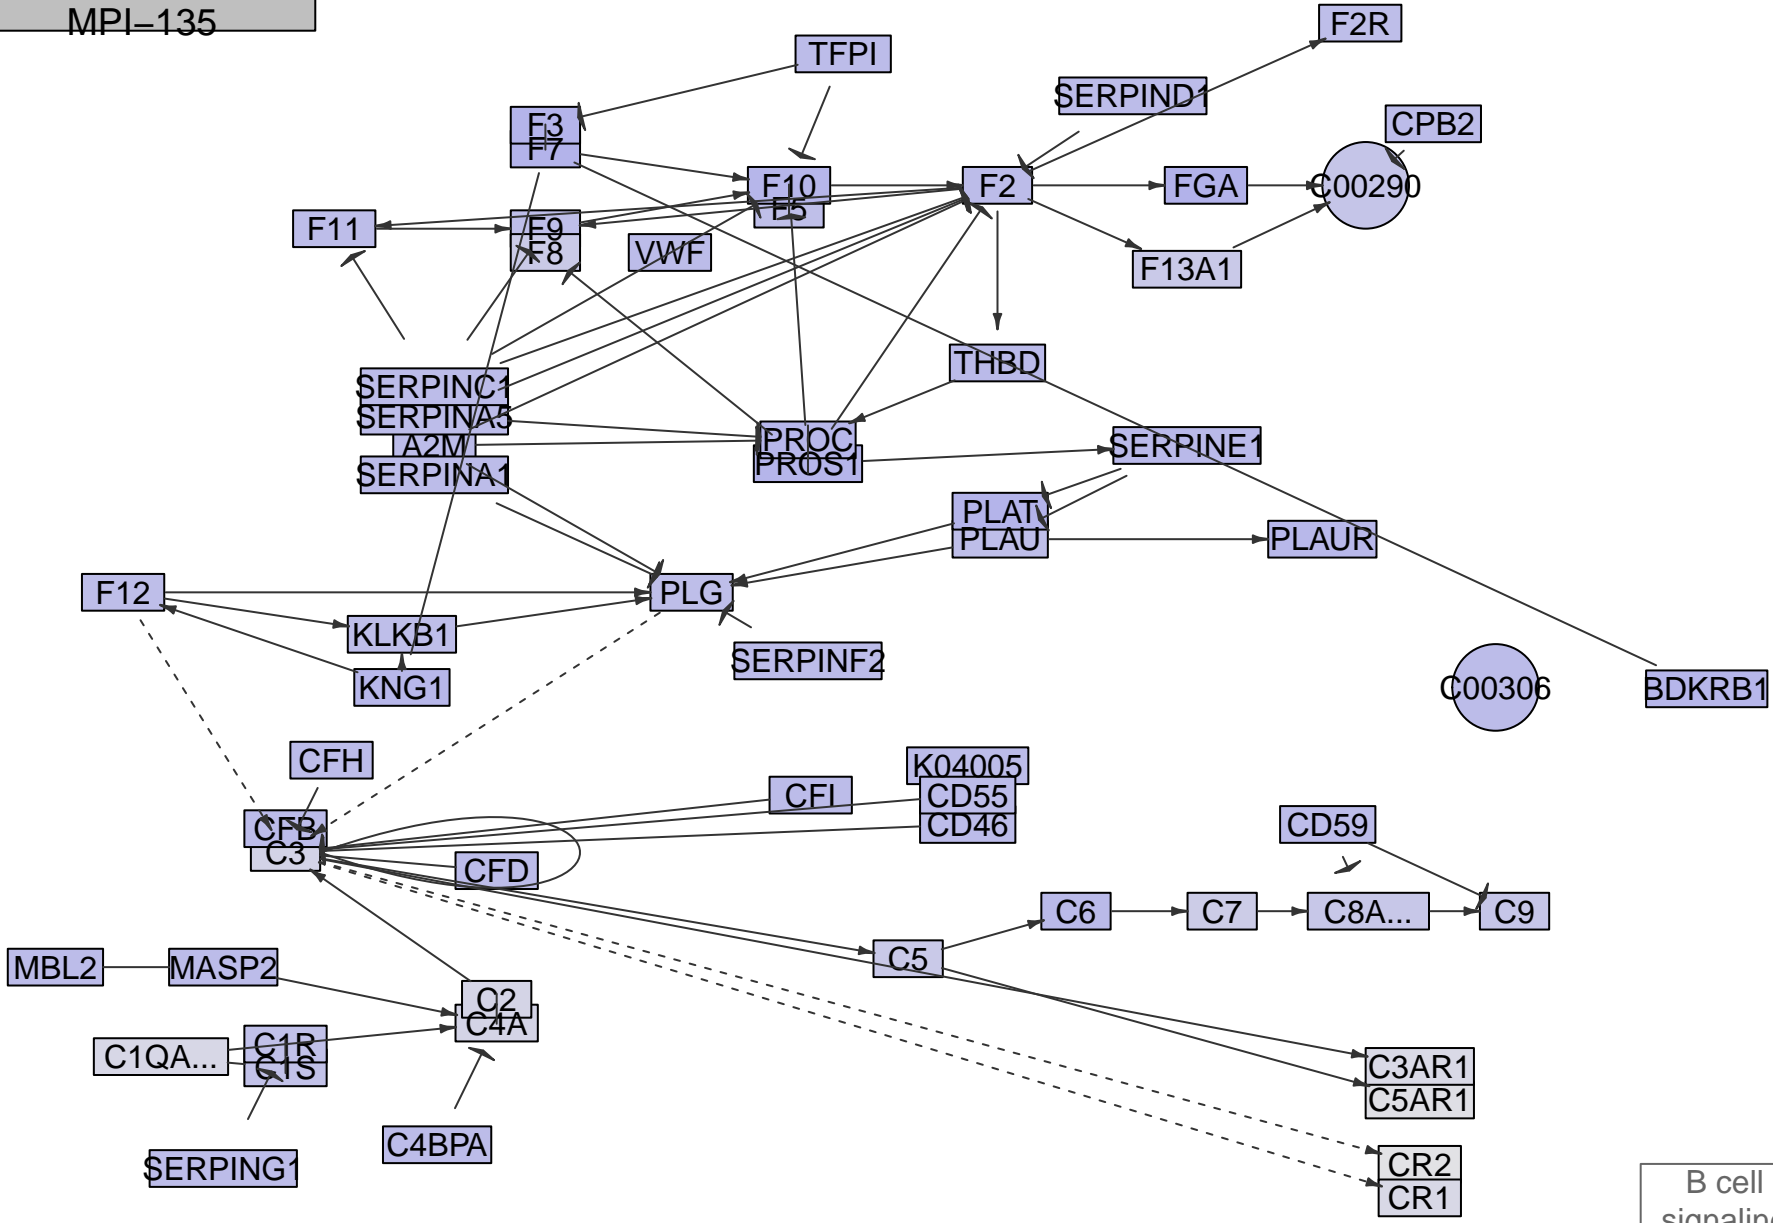 MPI–135
F2R
TFPI
SERPIND1
CPB2
F3
F7
F10
F5
F2
FGA
C00290
F11
F9
F8
VWF
F13A1
THBD
SERPINC1
SERPINA5
A2M
SERPINA1
PROC
PROS1
SERPINE1
PLAT
PLAU
PLAUR
F12
PLG
KLKB1
KNG1
SERPINF2
C00306
BDKRB1
CFH
K04005
CFI
CD55
CD46
CFB
C3
CFD
CD59
C6
C7
C8A...
C9
C5
MBL2
MASP2
C2
C4A
C1QA...
C1R
C1S
C3AR1
C5AR1
C4BPA
SERPING1
CR2
CR1
B cell
signaling